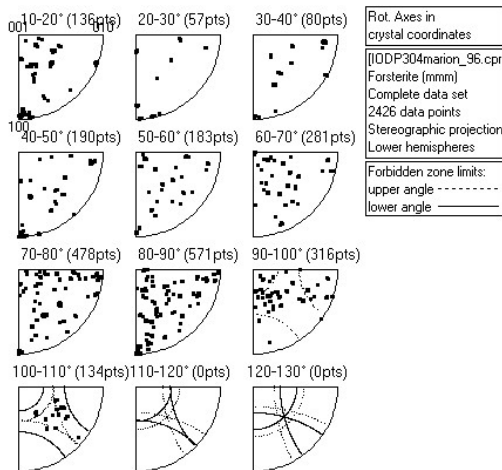 10-20° (136pts)
20-30° (57pts)
30-40° (80pts)
001
010
100
Rot. Axes in
crystal coordinates
[IODP304marion_96.cpr
Forsterite (mmm)
Complete data set
2426 data points
Stereographic projection
Lower hemispheres
Forbidden zone limits:
upper angle
lower angle
40-50° (190pts)
50-60° (183pts)
60-70° (281pts)
70-80° (478pts)
80-90° (571pts)
90-100° (316pts)
100-110° (134pts)
110-120° (0pts)
120-130° (0pts)